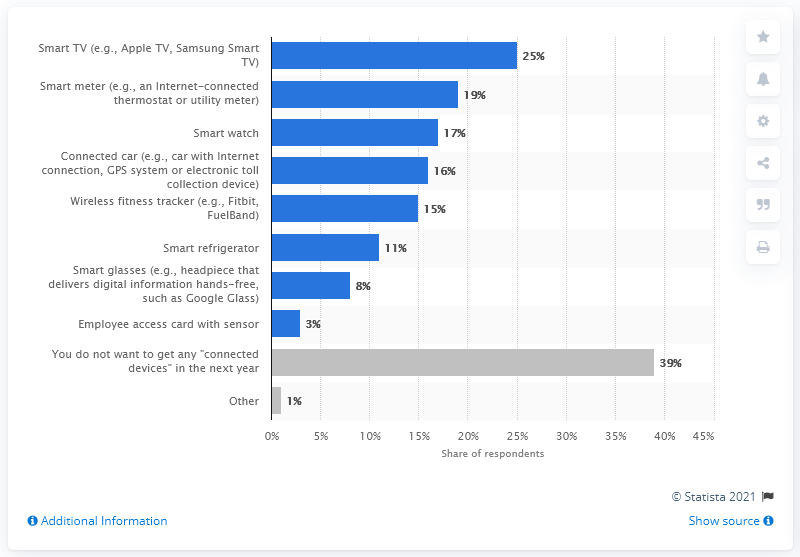 Smart TV (e.g., Apple TV, Samsung Smart
TV)
25%
Smart meter (e.g., an Internet-connected
thermostat or utility meter)
19%
Smart watch
17%
Connected car (e.g., car with Internet
connection, GPS system or electronic toll
collection device)
16%
Wireless fitness tracker (e.g., Fitbit,
FuelBand)
15%
Smart refrigerator
11%
Smart glasses (e.g., headpiece that
delivers digital information hands-free,
such as Google Glass)
8%
Employee access card with sensor
3%
You do not want to get any "connected
devices" in the next year
39%
Other
1%
0% 5% 10% 15% 20% 25% 30% 35% 40% 45%
Share of respondents
© Statista 2021
Additional Information
Show source